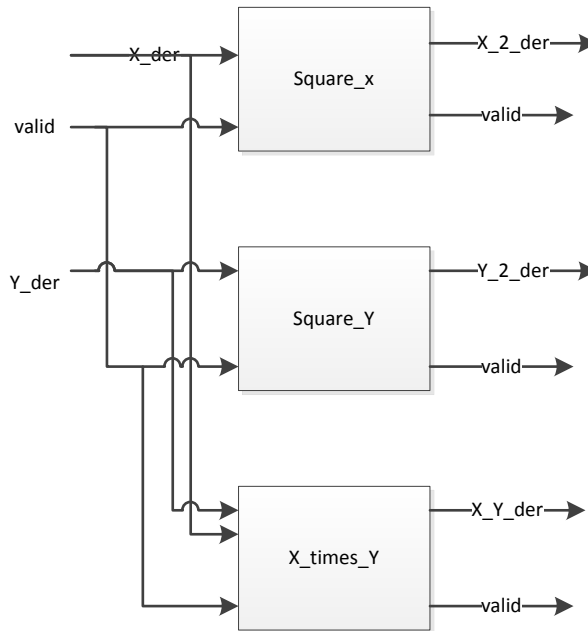 X_der
Square_x
X_2_der
valid
valid
Y_der
Square_Y
Y_2_der
valid
X_times_Y
X_Y_der
valid